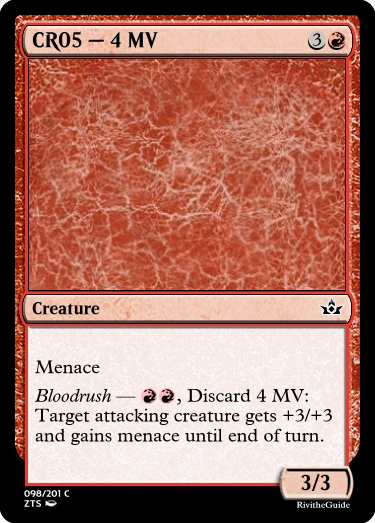 CR05 — 4 MV
3
Creature
Menace
Bloodrush — , Discard 4 MV:
Target attacking creature gets +3/+3
and gains menace until end of turn.
3/3
098/201 C
ZTS
RivitheGuide